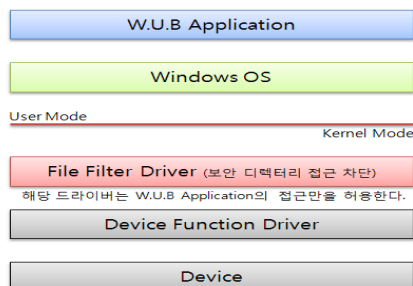 W.U.B Application
Windows OS
User Mode
Kernel Mode
File Filter Driver (보안 디렉터리 접근 차단)
해당 드라이버는 W.U.B Application의 접근만을 허용한다.
Device Function Driver
Device